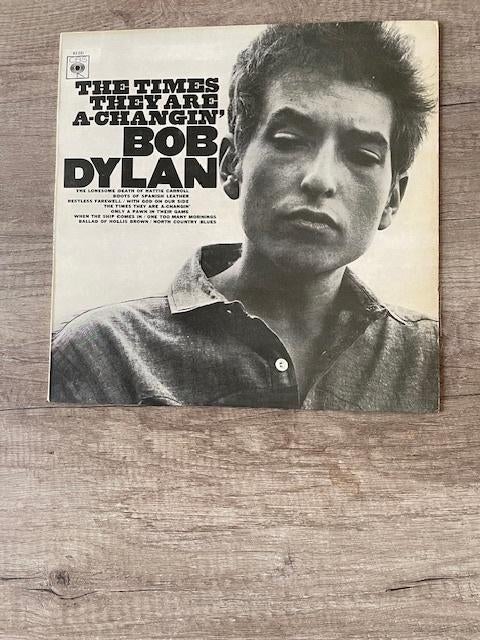 CBS
THE TIMES
THEY ARE
A-CHANGIN'
BOB
DYLAN
THE LONESOME DEATH OF HATTIE CARROLL
BOOTS OF SPANISH LEATHER
RESTLESS FAREWELL / WITH GOD ON OUR SIDE
THE TIMES THEY ARE A-CHANGIN'
ONLY A PAWN IN THEIR GAME
WHEN THE SHIP COMES IN / ONE TOO MANY MORNINGS
BALLAD OF HOLLIS BROWN / NORTH COUNTRY BLUES